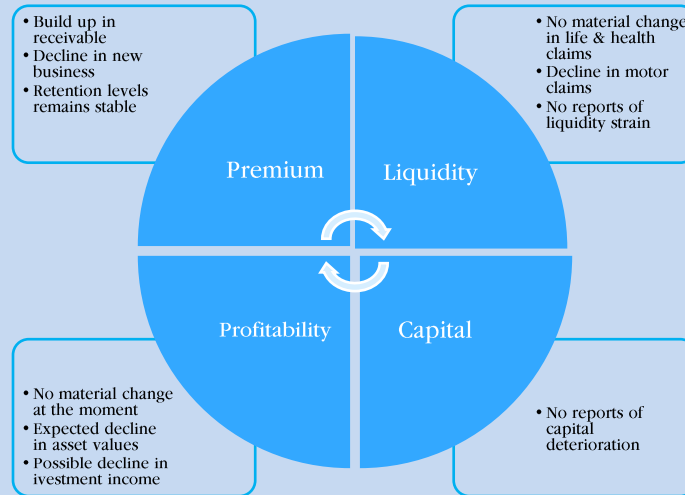 • Build up in
receivable
• Decline in new
business
• Retention levels
remains stable
• No material change
in life & health
claims
• Decline in motor
claims
• No reports of
liquidity strain
Premium
Liquidity
Profitability
Capital
• No material change
at the moment
• Expected decline
in asset values
• Possible decline in
ivestment income
• No reports of
capital
deterioration